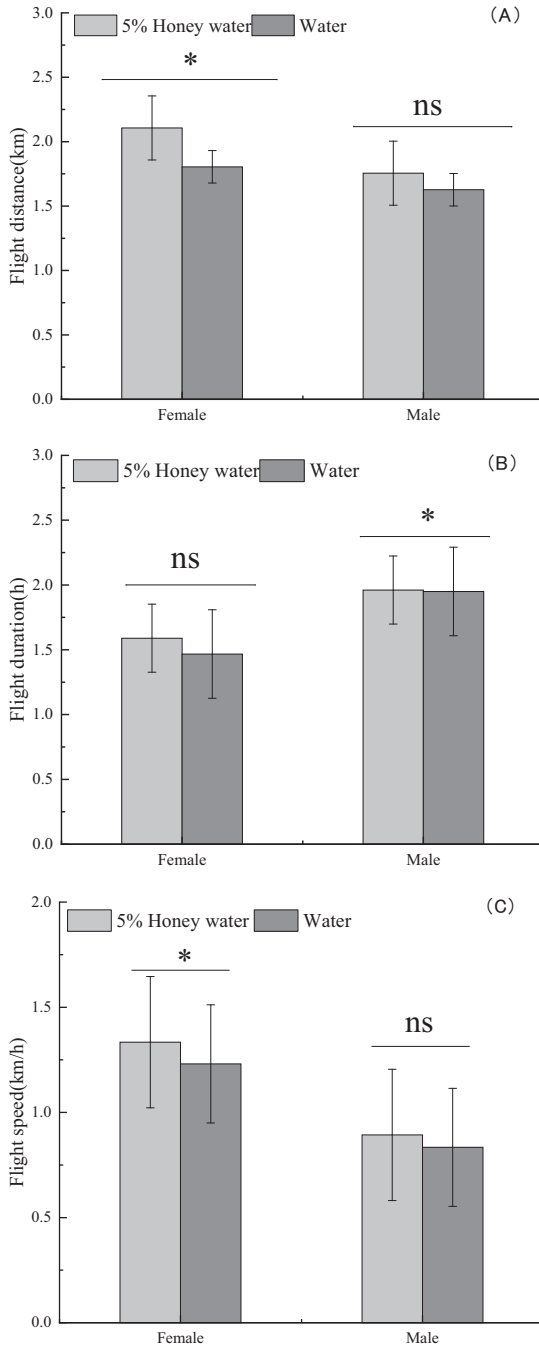 5% Honey water Water (A)
3.0
2.5
2.0
1.5
1.0
0.5
0.0
Flight distance(km)
*
ns
Female Male
5% Honey water Water (B)
3.0
2.5
2.0
1.5
1.0
0.5
0.0
Flight duration(h)
ns
*
Female Male
5% Honey water Water (C)
2.0
1.5
1.0
0.5
0.0
Flight speed(km/h)
*
ns
Female Male